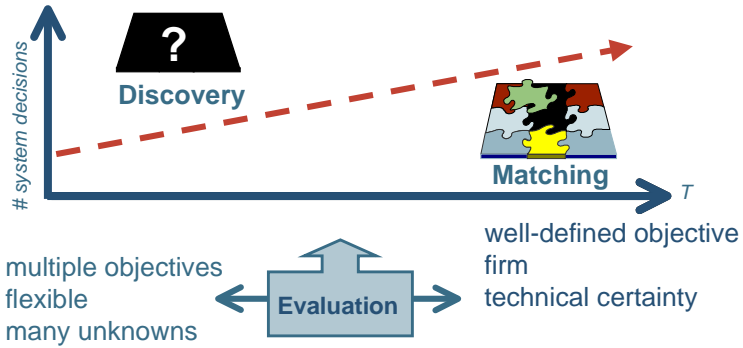 ?
Discovery
# system decisions
Matching
T
multiple objectives
flexible
many unknowns
Evaluation
well-defined objective
firm
technical certainty